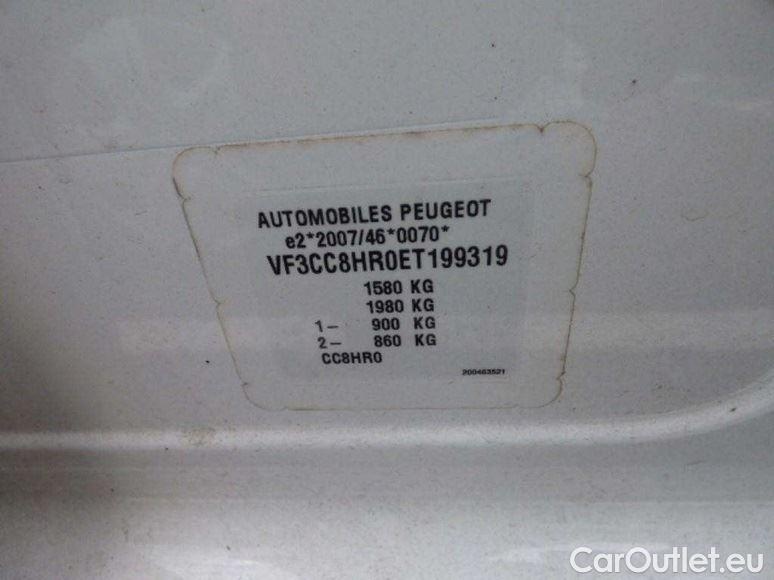 AUTOMOBILES PEUGEOT
e2*2007/46*0070*
VF3CC8HR0ET199319
1580 KG
1980 KG
1- 900 KG
2- 860 KG
CC8HR0
200463521
CarOutlet.eu